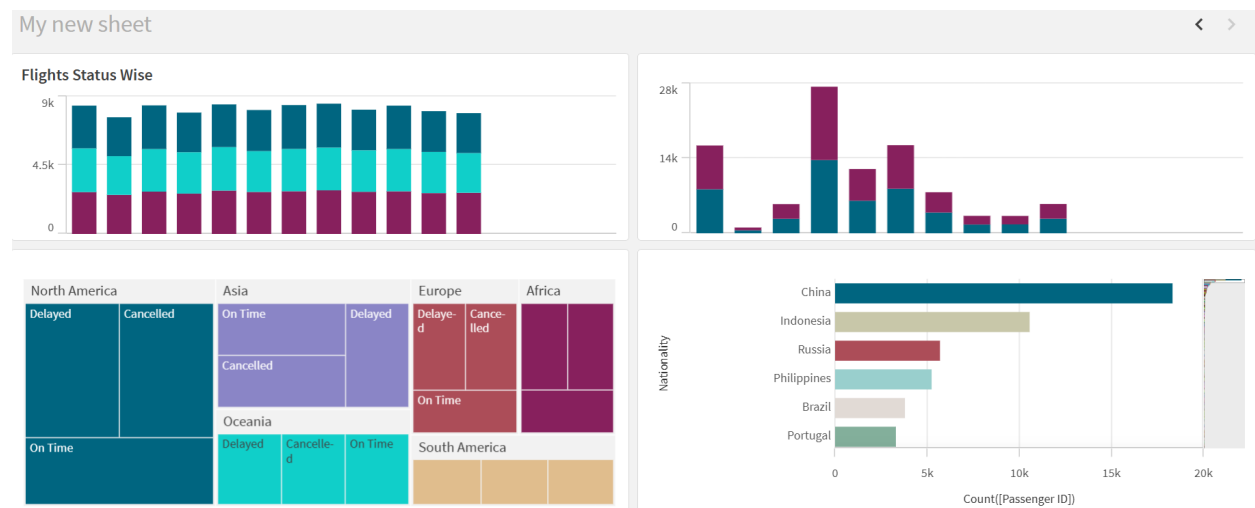 My new sheet
Flights Status Wise
9k
4.5k
0
28k
14k
0
North America
Delayed
Cancelled
On Time
Asia
On Time
Delayed
Cancelled
Oceania
Delayed
Cancelle-
d
On Time
Europe
Delaye-
d
Cance-
lled
On Time
Africa
South America
Nationality
China
Indonesia
Russia
Philippines
Brazil
Portugal
0
5k
10k
15k
20k
Count([Passenger ID])